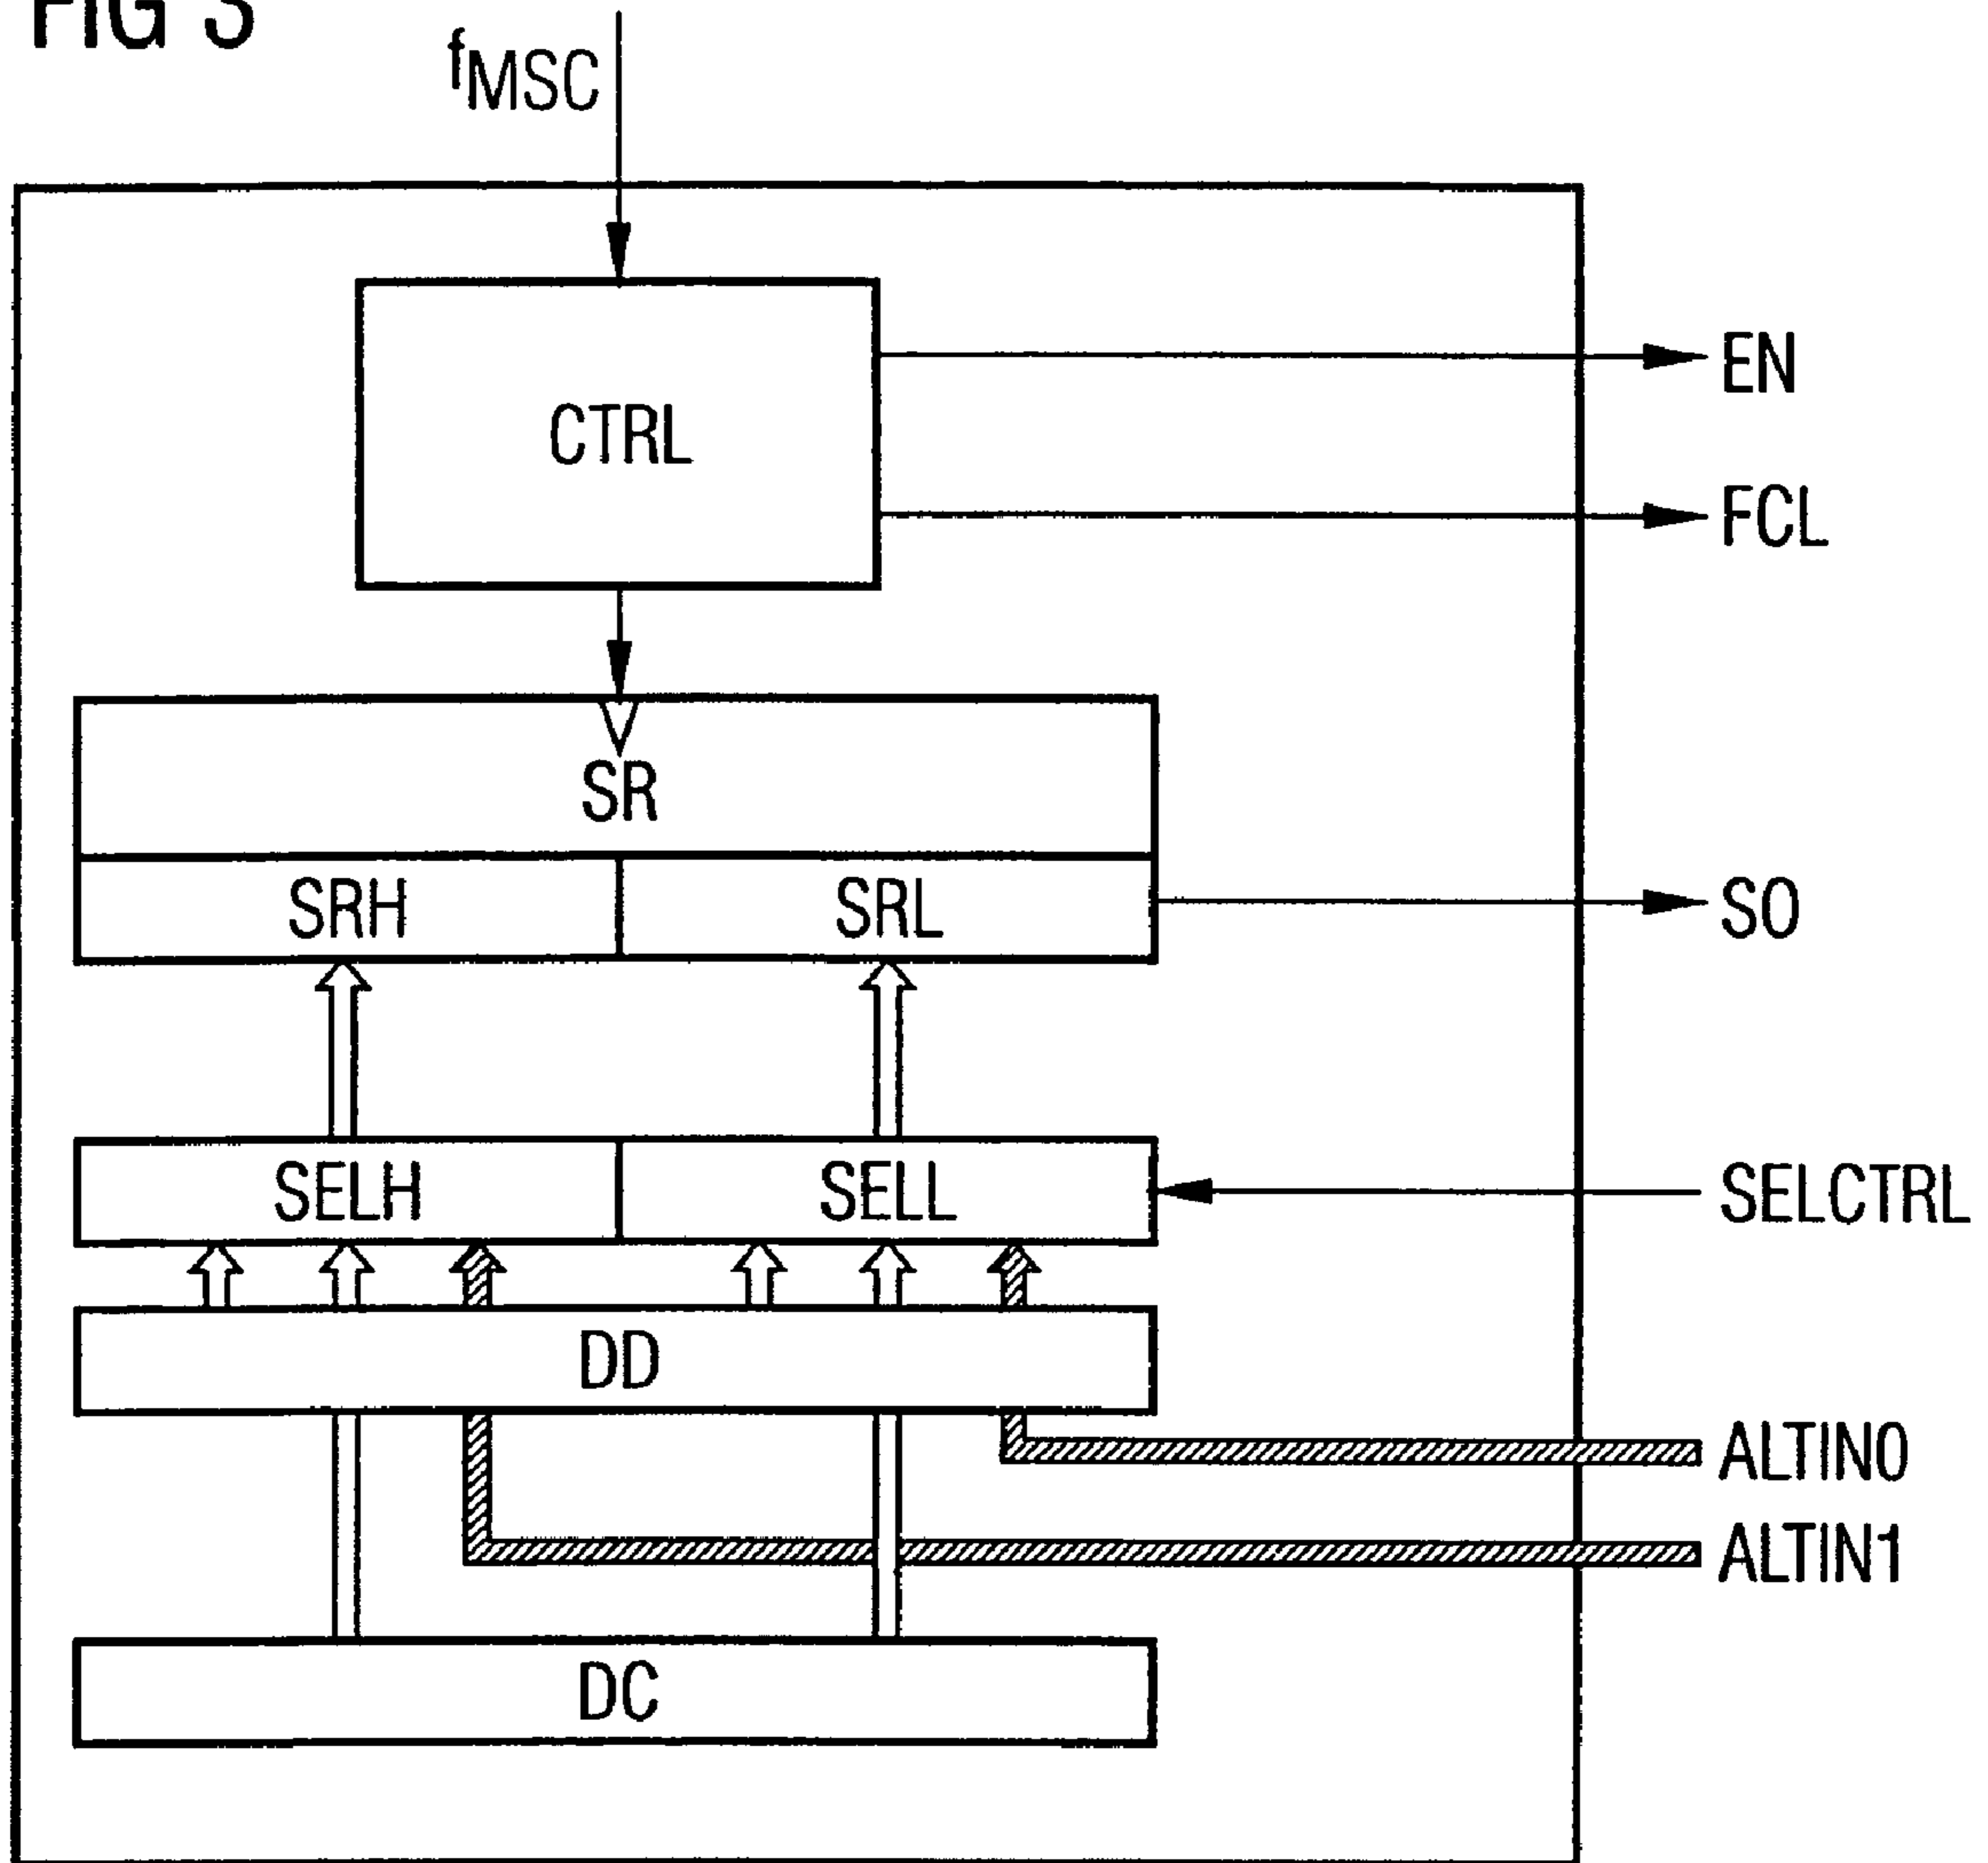 FIG 3
fMSC
CTRL
EN
FCL
SR
SRH
SRL
SO
SELH
SELL
SELCTRL
DD
ALTIN0
ALTIN1
DC